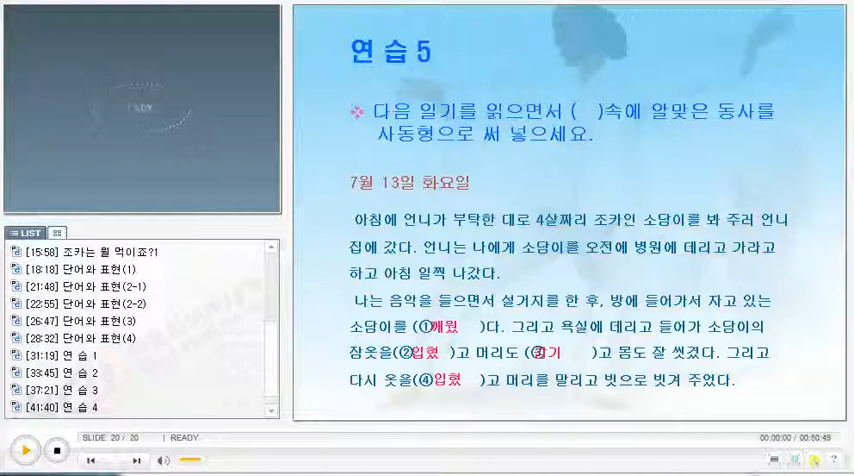 연 습 5
❖ 다음 일기를 읽으면서 ( )속에 알맞은 동사를
사동형으로 써 넣으세요.
7월 13일 화요일
아침에 언니가 부탁한 대로 4살짜리 조카인 소담이를 봐 주러 언니
집에 갔다. 언니는 나에게 소담이를 오전에 병원에 데리고 가라고
하고 아침 일찍 나갔다.
나는 음악을 들으면서 설거지를 한 후, 방에 들어가서 자고 있는
소담이를 (①깨웠 )다. 그리고 욕실에 데리고 들어가 소담이의
잠옷을(②입혔 )고 머리도 (③감기 )고 몸도 잘 씻겼다. 그리고
다시 옷을(④입혔 )고 머리를 말리고 빗으로 빗겨 주었다.
LIST
[15:58] 조카는 뭘 먹이죠?1
[18:18] 단어와 표현(1)
[21:48] 단어와 표현(2-1)
[22:55] 단어와 표현(2-2)
[26:47] 단어와 표현(3)
[28:32] 단어와 표현(4)
[31:19] 연 습 1
[33:45] 연 습 2
[37:21] 연 습 3
[41:40] 연 습 4
SLIDE: 20 / 20 | READY
00:00:00 / 00:50:49